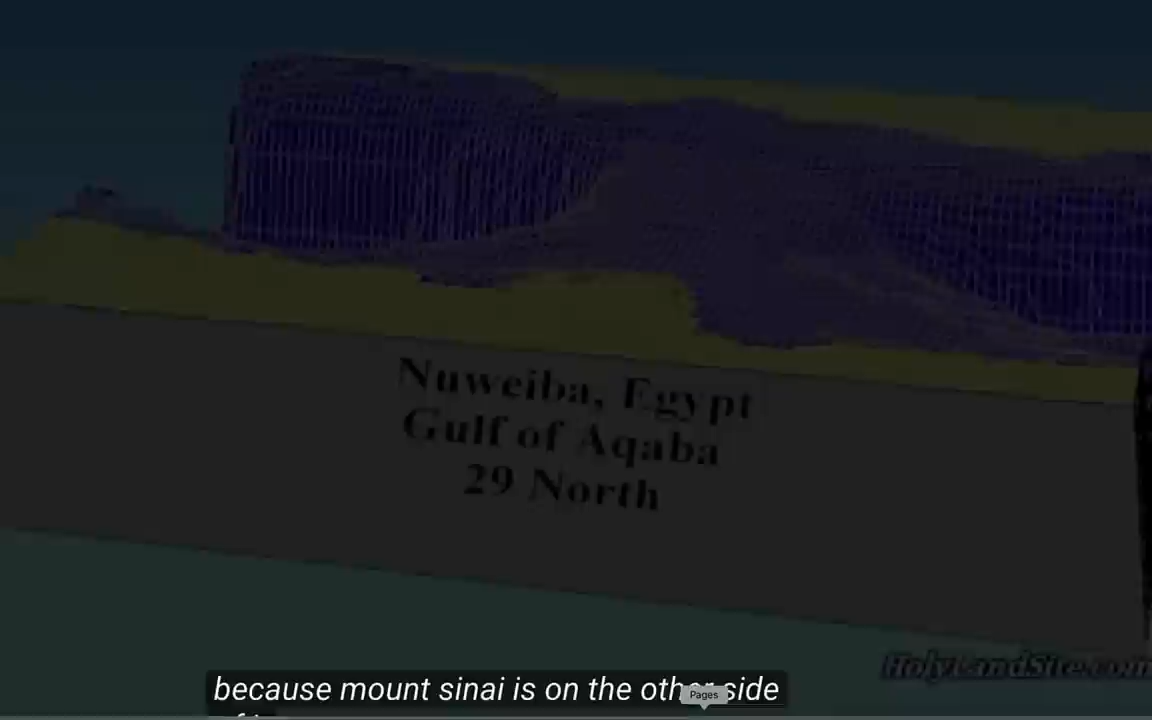 Nuweiba, Egypt
Gulf of Aqaba
29 North
HolyLandSite.com
because mount sinai is on the other side
Pages